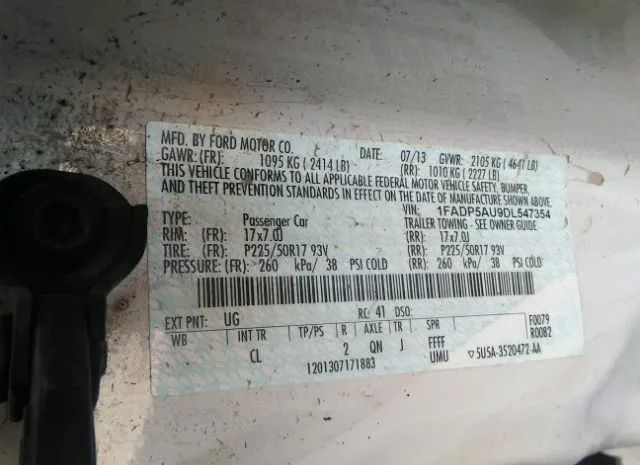 MFD. BY FORD MOTOR CO. DATE: 07/13 GVWR: 2105 KG ( 4641 LB)
GAWR: (FR): 1095 KG ( 2414 LB) (RR): 1010 KG ( 2227 LB)
THIS VEHICLE CONFORMS TO ALL APPLICABLE FEDERAL MOTOR VEHICLE SAFETY, BUMPER,
AND THEFT PREVENTION STANDARDS IN EFFECT ON THE DATE OF MANUFACTURE SHOWN ABOVE.
VIN: 1FADP5AU9DL547354
TYPE: Passenger Car TRAILER TOWING - SEE OWNER GUIDE
RIM: (FR): 17x7.0J (RR): 17x7.0J
TIRE: (FR): P225/50R17 93V (RR): P225/50R17 93V
PRESSURE: (FR): 260 kPa/ 38 PSI COLD (RR): 260 kPa/ 38 PSI COLD
EXT PNT: UG RC: 41 DSO: F0079
WB INT TR TP/PS R AXLE TR SPR R0082
CL 2 QN J FFFF
UMU ▽ 5U5A-3520472-AA
1201307171883